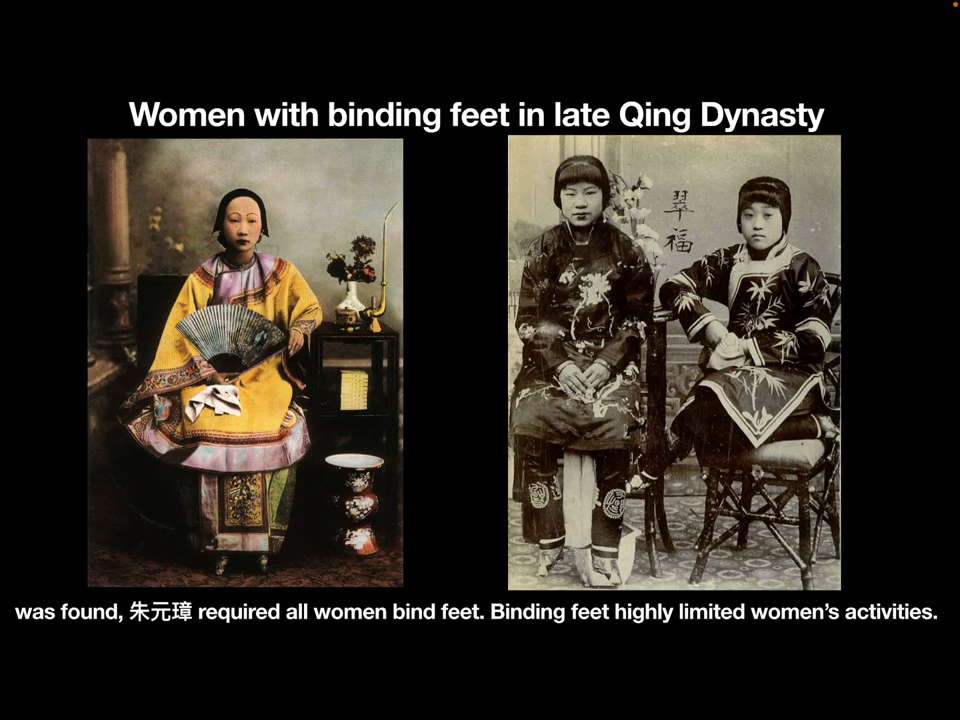 Women with binding feet in late Qing Dynasty
翠
福
was found, 朱元璋 required all women bind feet. Binding feet highly limited women’s activities.